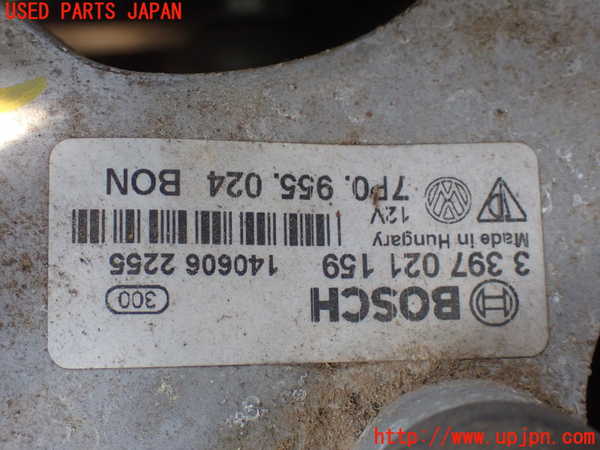 USED PARTS JAPAN
BOSCH
300
3 397 021 159
140606 2255
Made in Hungary
12V
7P0. 955. 024 BON
http://www.upjpn.com/